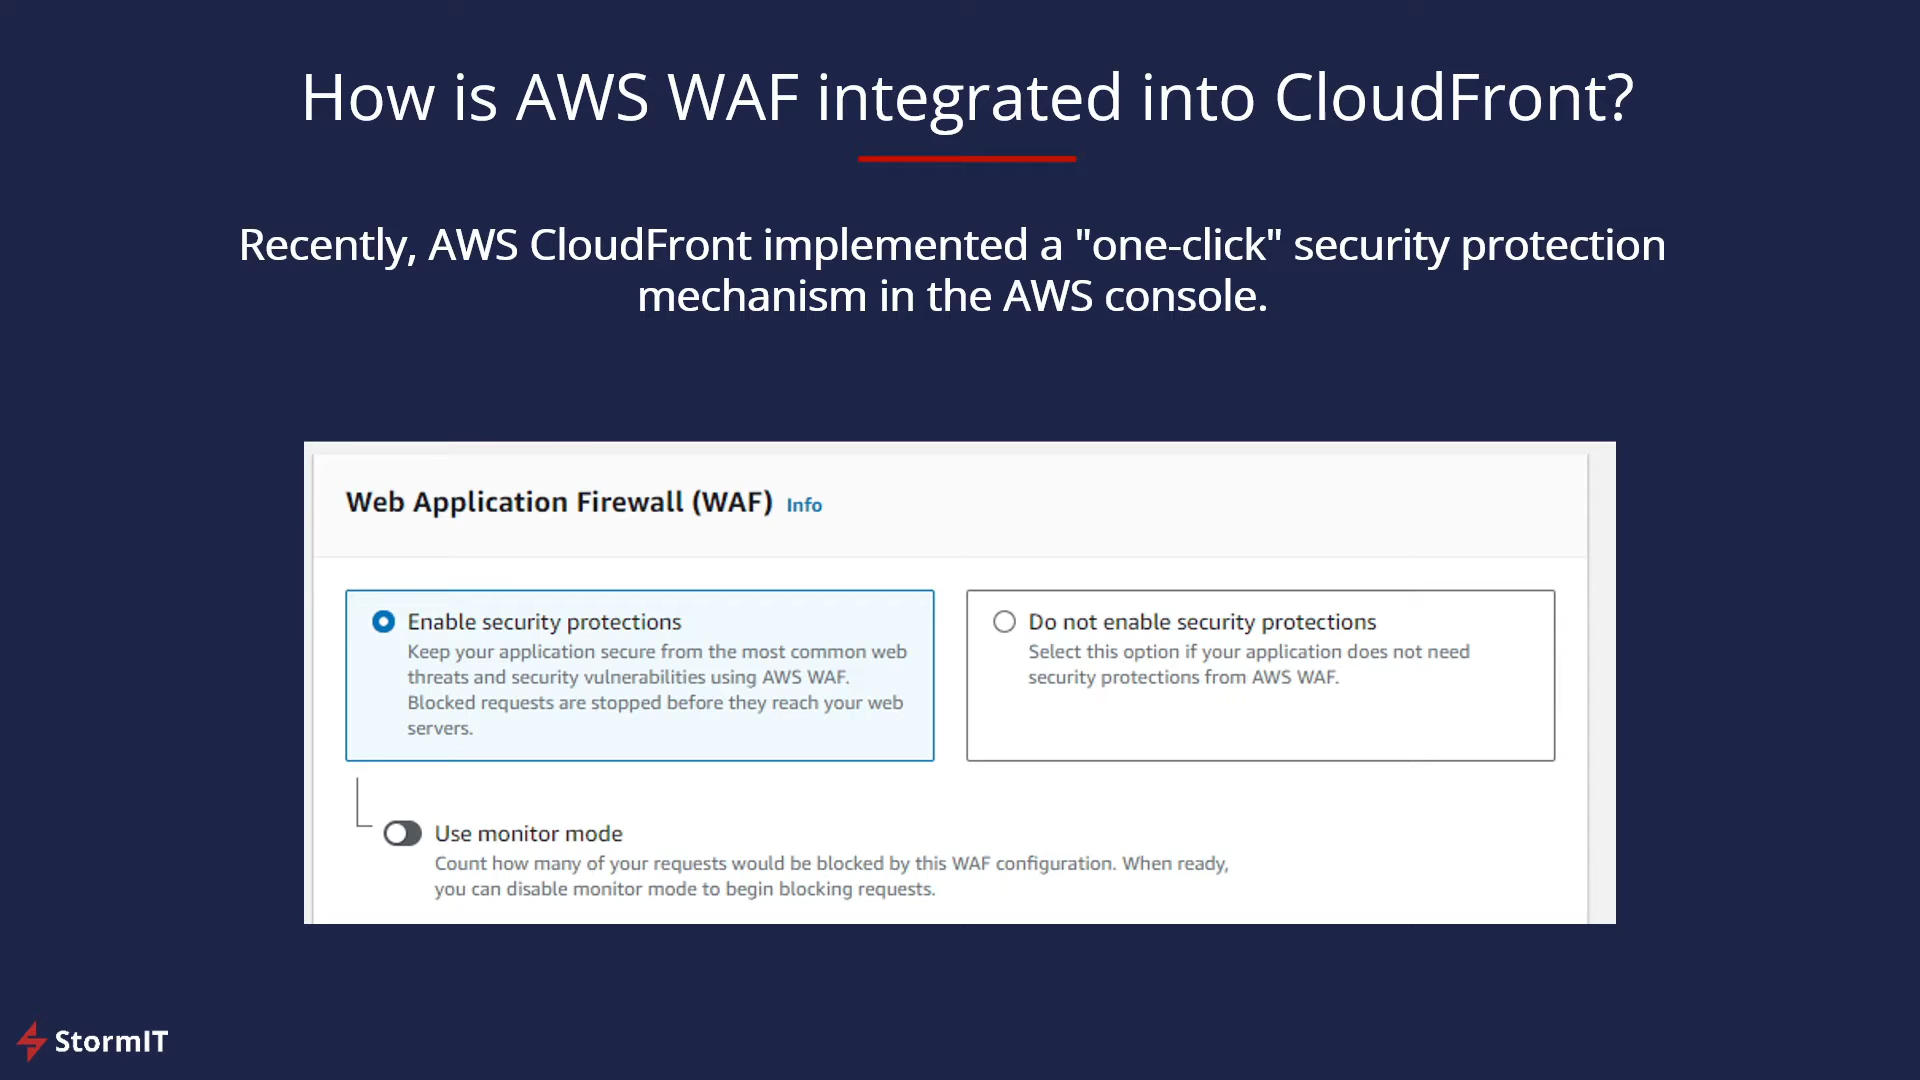 How is AWS WAF integrated into CloudFront?
Recently, AWS CloudFront implemented a "one-click" security protection
mechanism in the AWS console.
Web Application Firewall (WAF) Info
Enable security protections
Keep your application secure from the most common web
threats and security vulnerabilities using AWS WAF.
Blocked requests are stopped before they reach your web
servers.
Do not enable security protections
Select this option if your application does not need
security protections from AWS WAF.
Use monitor mode
Count how many of your requests would be blocked by this WAF configuration. When ready,
you can disable monitor mode to begin blocking requests.
StormIT